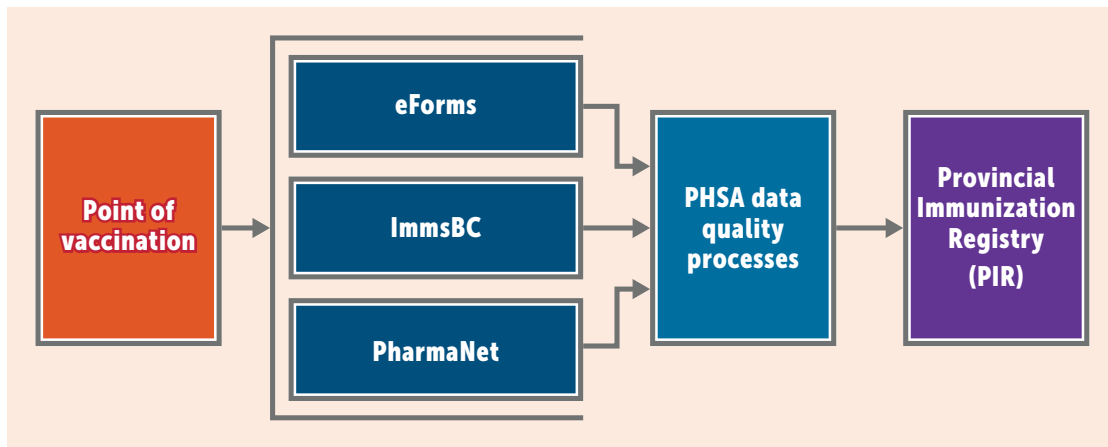 Point of
vaccination
eForms
ImmsBC
PharmaNet
PHSA data
quality
processes
Provincial
Immunization
Registry
(PIR)